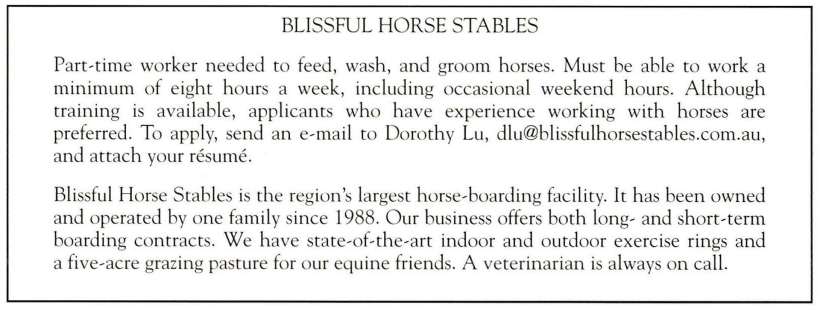 BLISSFUL HORSE STABLES
Part-time worker needed to feed, wash, and groom horses. Must be able to work a
minimum of eight hours a week, including occasional weekend hours. Although
training is available, applicants who have experience working with horses are
preferred. To apply, send an e-mail to Dorothy Lu, dlu@blissfulhorsestables.com.au,
and attach your résumé.
Blissful Horse Stables is the region's largest horse-boarding facility. It has been owned
and operated by one family since 1988. Our business offers both long- and short-term
boarding contracts. We have state-of-the-art indoor and outdoor exercise rings and
a five-acre grazing pasture for our equine friends. A veterinarian is always on call.